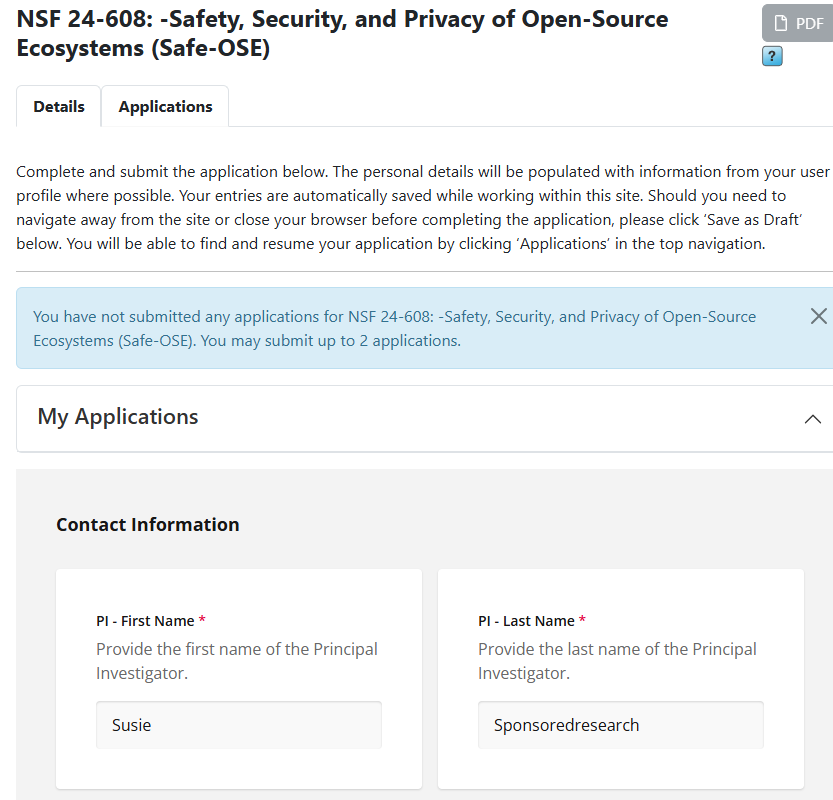 NSF 24-608: -Safety, Security, and Privacy of Open-Source
Ecosystems (Safe-OSE)
PDF
?
Details
Applications
Complete and submit the application below. The personal details will be populated with information from your user
profile where possible. Your entries are automatically saved while working within this site. Should you need to
navigate away from the site or close your browser before completing the application, please click ‘Save as Draft’
below. You will be able to find and resume your application by clicking ‘Applications’ in the top navigation.
You have not submitted any applications for NSF 24-608: -Safety, Security, and Privacy of Open-Source
Ecosystems (Safe-OSE). You may submit up to 2 applications.
My Applications
Contact Information
PI - First Name *
Provide the first name of the Principal
Investigator.
Susie
PI - Last Name *
Provide the last name of the Principal
Investigator.
Sponsoredresearch